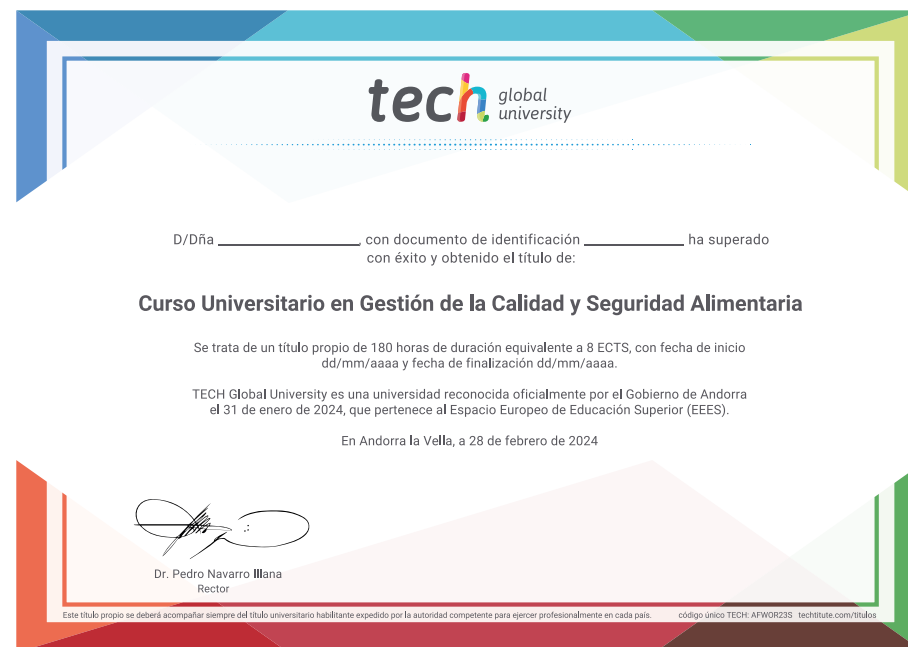 tech global university
D/Dña ____________________, con documento de identificación ______________ ha superado
con éxito y obtenido el título de:
Curso Universitario en Gestión de la Calidad y Seguridad Alimentaria
Se trata de un título propio de 180 horas de duración equivalente a 8 ECTS, con fecha de inicio
dd/mm/aaaa y fecha de finalización dd/mm/aaaa.
TECH Global University es una universidad reconocida oficialmente por el Gobierno de Andorra
el 31 de enero de 2024, que pertenece al Espacio Europeo de Educación Superior (EEES).
En Andorra la Vella, a 28 de febrero de 2024
Dr. Pedro Navarro Illana
Rector
Este título propio se deberá acompañar siempre del título universitario habilitante expedido por la autoridad competente para ejercer profesionalmente en cada país. código único TECH: AFWOR23S techtitute.com/titulos